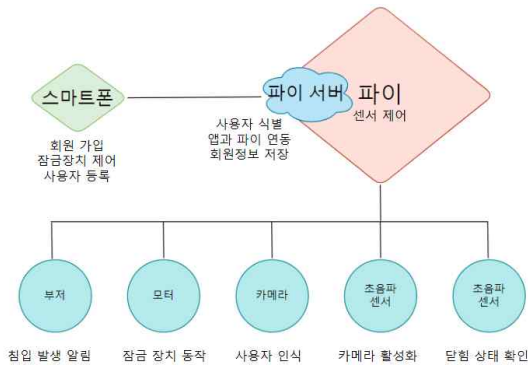 스마트폰
회원 가입
잠금장치 제어
사용자 등록
파이 서버
사용자 식별
앱과 파이 연동
회원정보 저장
파이
센서 제어
부저
모터
카메라
초음파
센서
초음파
센서
침입 발생 알림
잠금 장치 동작
사용자 인식
카메라 활성화
닫힘 상태 확인